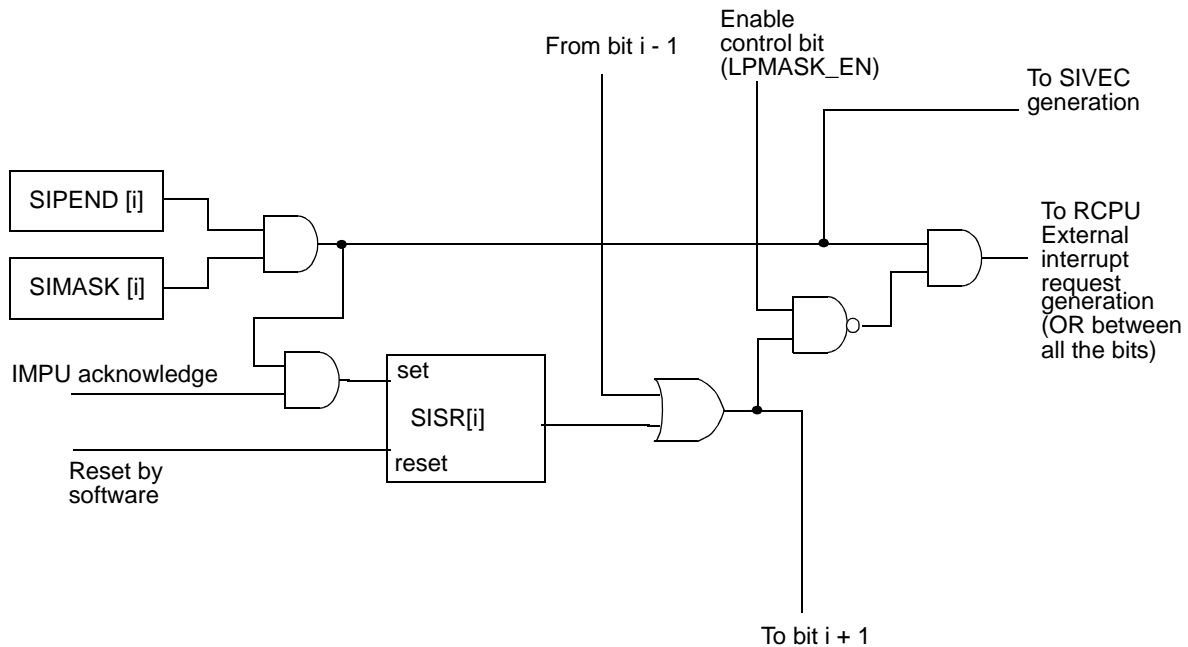 From bit i - 1
Enable
control bit
(LPMASK_EN)
To SIVEC
generation
SIPEND [i]
SIMASK [i]
To RCPU
External
interrupt
request
generation
(OR between
all the bits)
IMPU acknowledge
set
SISR[i]
reset
Reset by
software
To bit i + 1